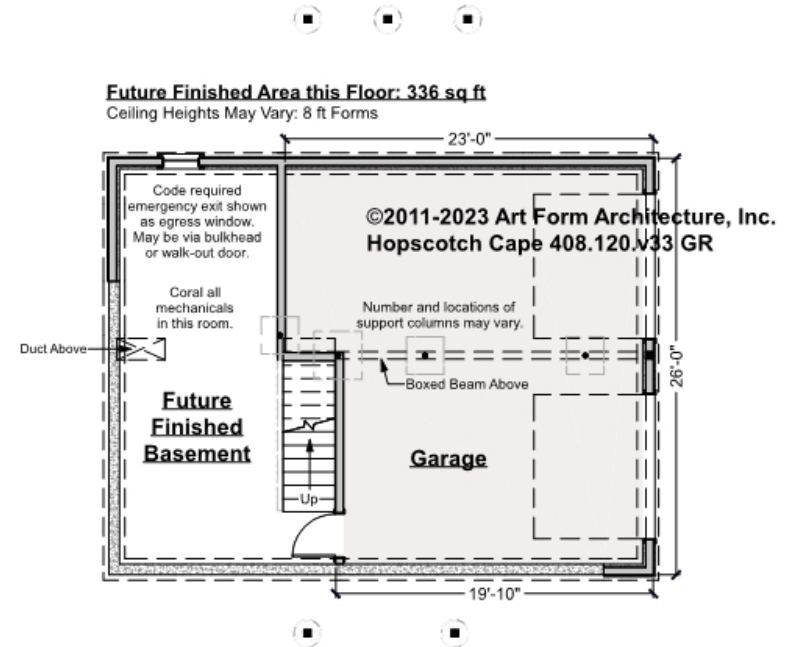 Future Finished Area this Floor: 336 sq ft
Ceiling Heights May Vary: 8 ft Forms
23'-0"
Code required
emergency exit shown
as egress window.
May be via bulkhead
or walk-out door.
©2011-2023 Art Form Architecture, Inc.
Hopscotch Cape 408.120.v33 GR
Coral all
mechanicals
in this room.
Number and locations of
support columns may vary.
Duct Above
26'-0"
Boxed Beam Above
Future
Finished
Basement
Garage
Up
19'-10"